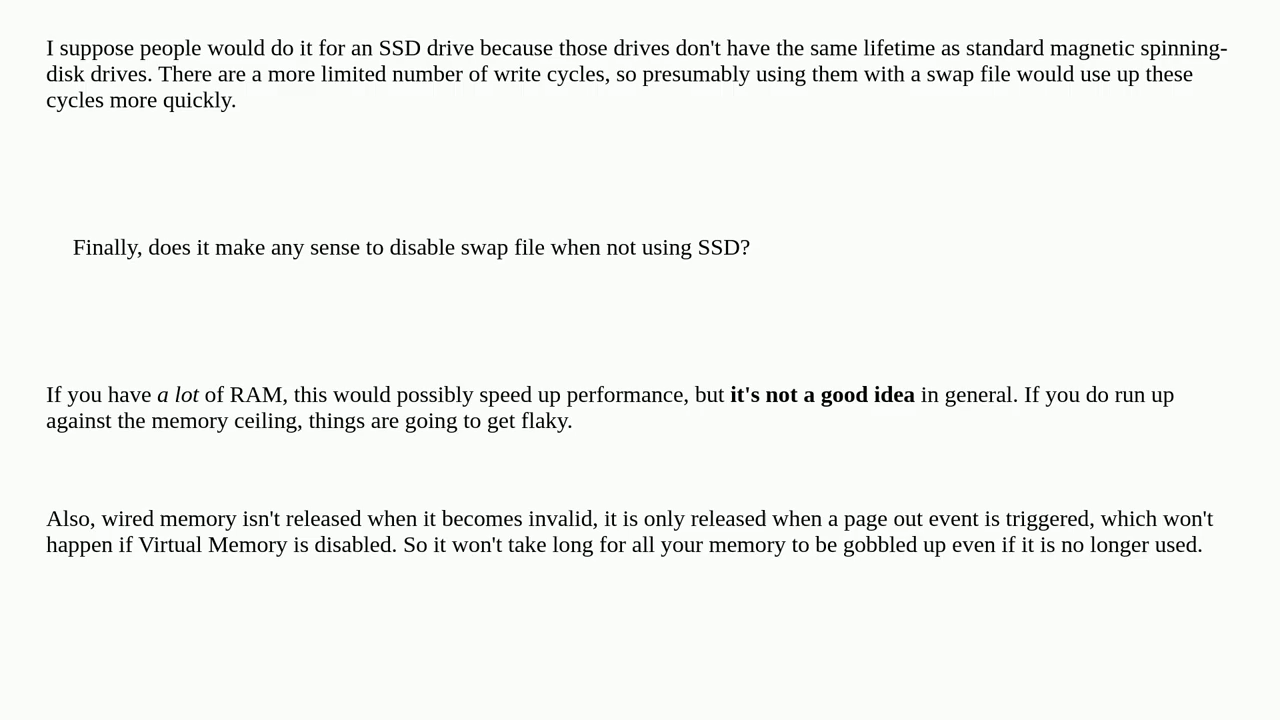 I suppose people would do it for an SSD drive because those drives don't have the same lifetime as standard magnetic spinning-
disk drives. There are a more limited number of write cycles, so presumably using them with a swap file would use up these
cycles more quickly.
Finally, does it make any sense to disable swap file when not using SSD?
If you have a lot of RAM, this would possibly speed up performance, but it's not a good idea in general. If you do run up
against the memory ceiling, things are going to get flaky.
Also, wired memory isn't released when it becomes invalid, it is only released when a page out event is triggered, which won't
happen if Virtual Memory is disabled. So it won't take long for all your memory to be gobbled up even if it is no longer used.